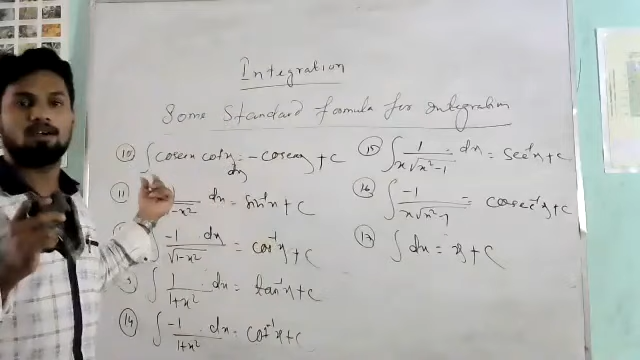 Integration
Some Standard formula for integration
(10) ∫ cosecx cotx dx = -cosecx + C
(11) -x² dx = sin⁻¹x + C
∫ -1/√1-x² . dx = cos⁻¹x + C
∫ 1/1+x² . dx = tan⁻¹x + C
(14) ∫ -1/1+x² . dx = cot⁻¹x + C
(15) ∫ 1/x√x²-1 dx = sec⁻¹x + C
(16) ∫ -1/x√x²-1 = cosec⁻¹x + C
(17) ∫ dx = x + C